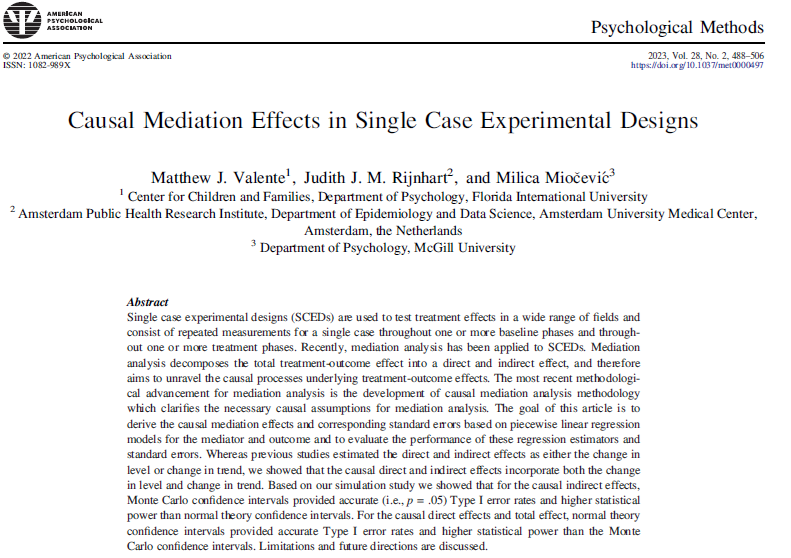 AMERICAN
PSYCHOLOGICAL
ASSOCIATION
Psychological Methods
© 2022 American Psychological Association
ISSN: 1082-989X
2023, Vol. 28, No. 2, 488–506
https://doi.org/10.1037/met0000497
Causal Mediation Effects in Single Case Experimental Designs
Matthew J. Valente1, Judith J. M. Rijnhart2, and Milica Miočević3
1 Center for Children and Families, Department of Psychology, Florida International University
2 Amsterdam Public Health Research Institute, Department of Epidemiology and Data Science, Amsterdam University Medical Center,
Amsterdam, the Netherlands
3 Department of Psychology, McGill University
Abstract
Single case experimental designs (SCEDs) are used to test treatment effects in a wide range of fields and
consist of repeated measurements for a single case throughout one or more baseline phases and through-
out one or more treatment phases. Recently, mediation analysis has been applied to SCEDs. Mediation
analysis decomposes the total treatment-outcome effect into a direct and indirect effect, and therefore
aims to unravel the causal processes underlying treatment-outcome effects. The most recent methodologi-
cal advancement for mediation analysis is the development of causal mediation analysis methodology
which clarifies the necessary causal assumptions for mediation analysis. The goal of this article is to
derive the causal mediation effects and corresponding standard errors based on piecewise linear regression
models for the mediator and outcome and to evaluate the performance of these regression estimators and
standard errors. Whereas previous studies estimated the direct and indirect effects as either the change in
level or change in trend, we showed that the causal direct and indirect effects incorporate both the change
in level and change in trend. Based on our simulation study we showed that for the causal indirect effects,
Monte Carlo confidence intervals provided accurate (i.e., p = .05) Type I error rates and higher statistical
power than normal theory confidence intervals. For the causal direct effects and total effect, normal theory
confidence intervals provided accurate Type I error rates and higher statistical power than the Monte
Carlo confidence intervals. Limitations and future directions are discussed.